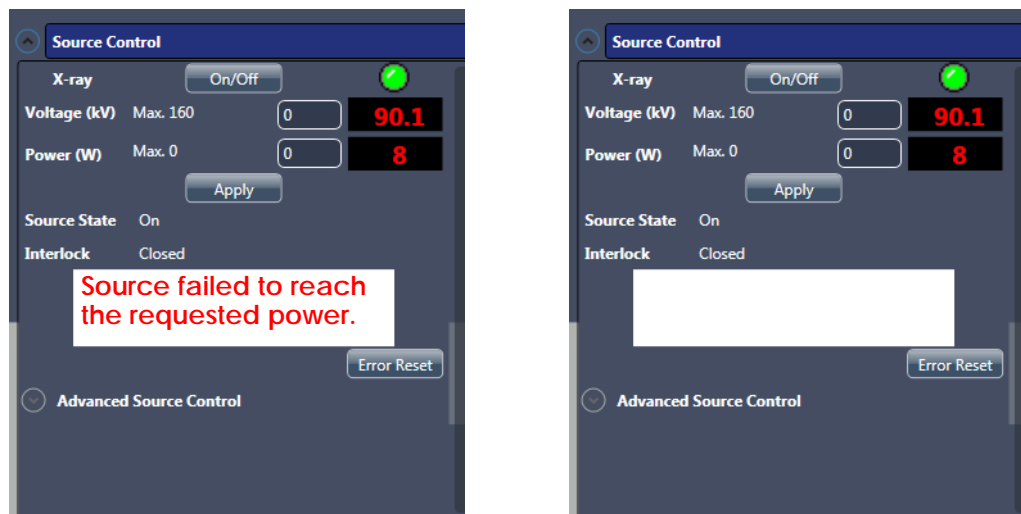 Source Control
X-ray On/Off
Voltage (kV) Max. 160 0 90.1
Power (W) Max. 0 0 8
Apply
Source State On
Interlock Closed
Source failed to reach
the requested power.
Error Reset
Advanced Source Control
Source Control
X-ray On/Off
Voltage (kV) Max. 160 0 90.1
Power (W) Max. 0 0 8
Apply
Source State On
Interlock Closed
Error Reset
Advanced Source Control